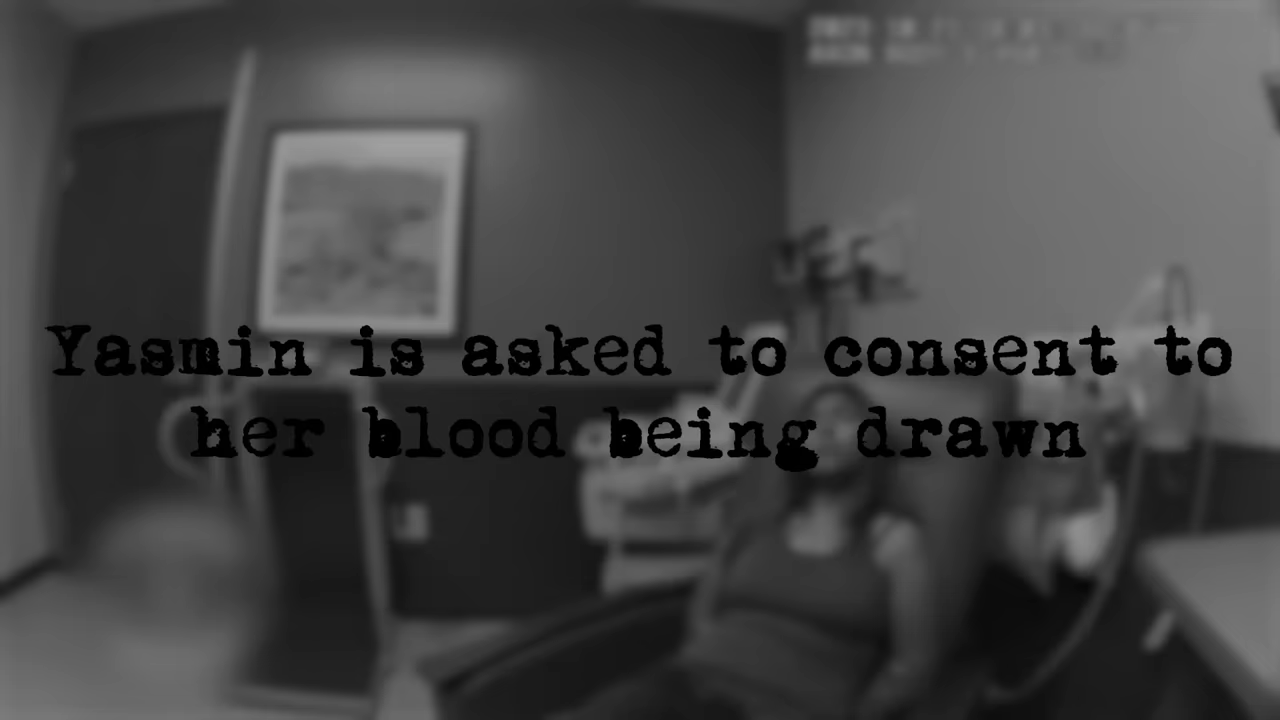 Yasmin is asked to consent to
her blood being drawn